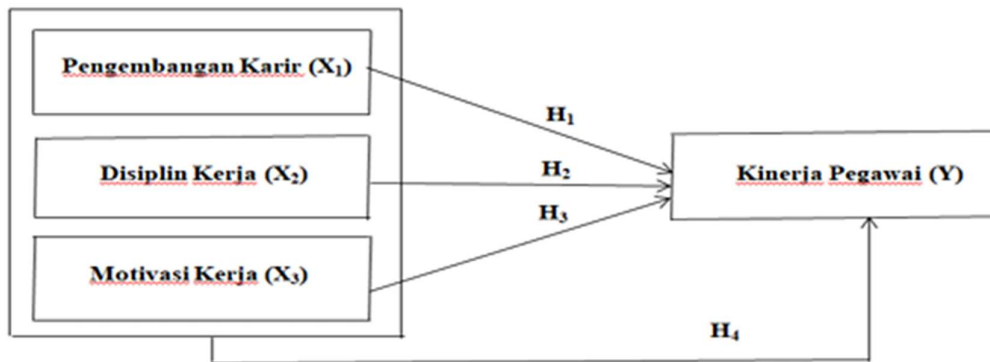 Pengembangan Karir (X₁)
H₁
Disiplin Kerja (X₂)
H₂
Kinerja Pegawai (Y)
H₃
Motivasi Kerja (X₃)
H₄